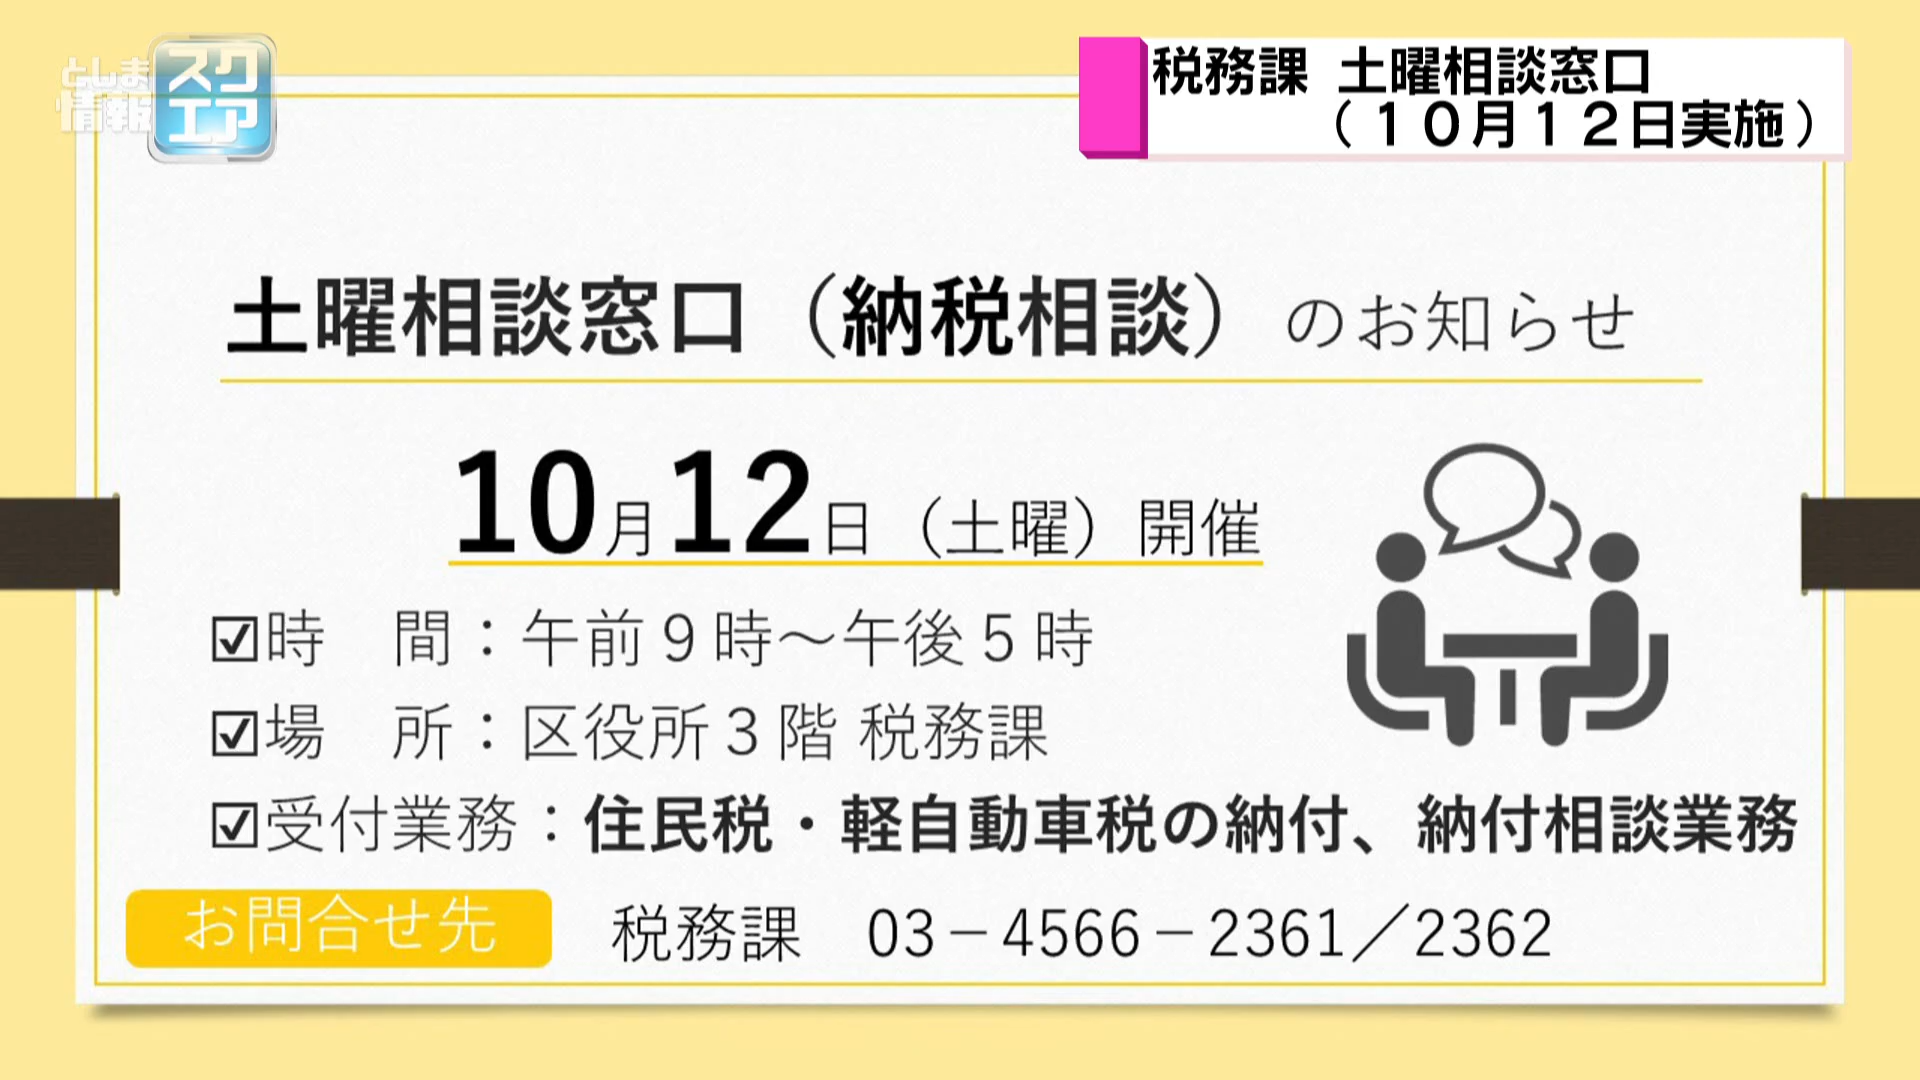 としま
情報
スク
エア
税務課 土曜相談窓口
（１０月１２日実施）
土曜相談窓口（納税相談）のお知らせ
10月12日（土曜）開催
☑時　間：午前9時～午後5時
☑場　所：区役所3階 税務課
☑受付業務：住民税・軽自動車税の納付、納付相談業務
お問合せ先　税務課　03－4566－2361／2362